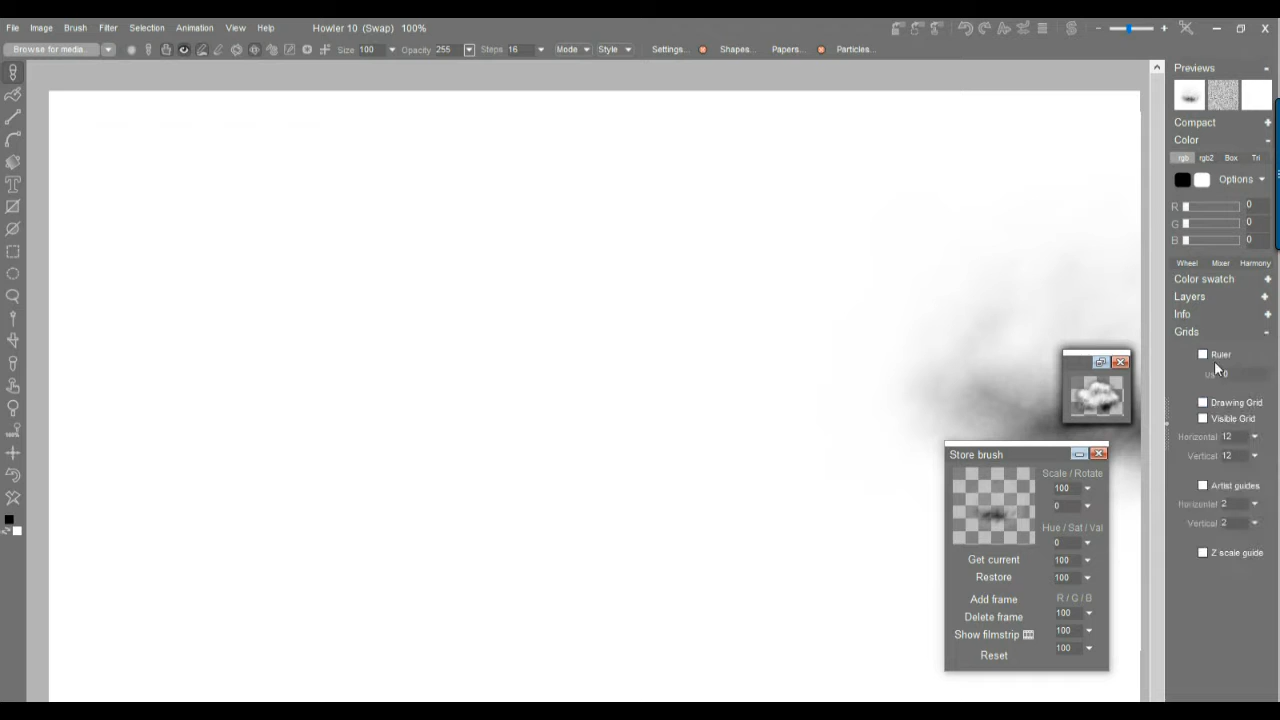 File Image Brush Filter Selection Animation View Help Howler 10 (Swap) 100%
Browse for media.. Size 100 Opacity 255 Steps 16 Mode Style Settings... Shapes... Papers... Particles...
Previews
Compact
Color
rgb rgb2 Box Tri
Options
R 0
G 0
B 0
Wheel Mixer Harmony
Color swatch
Layers
Info
Grids
Ruler
0
Drawing Grid
Visible Grid
Horizontal 12
Vertical 12
Artist guides
Horizontal 2
Vertical 2
Z scale guide
Store brush
Scale / Rotate
100
0
Hue / Sat / Val
0
Get current 100
Restore 100
Add frame R / G / B
Delete frame 100
Show filmstrip 100
Reset 100